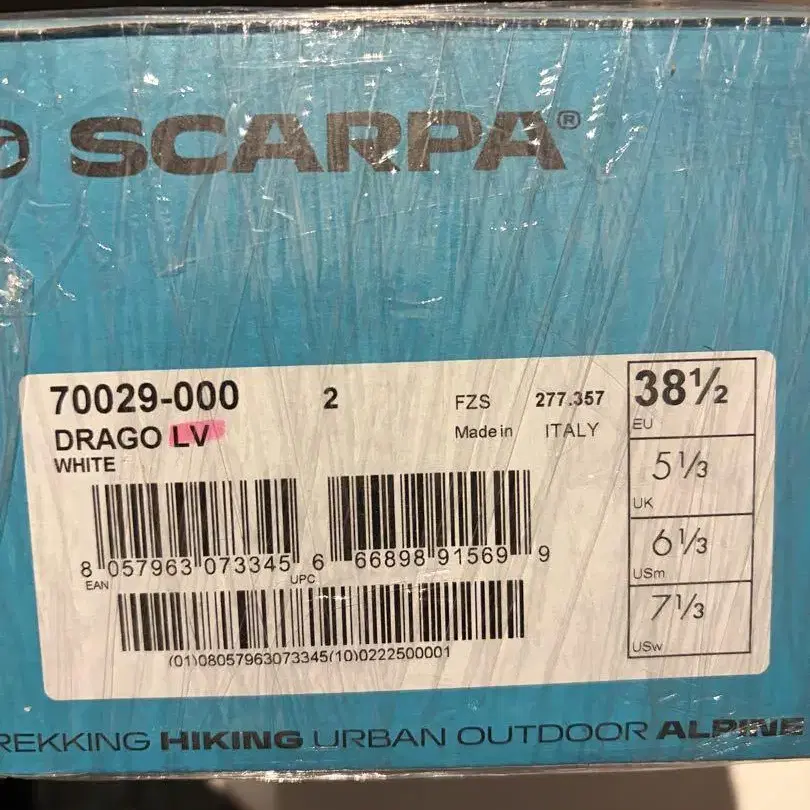 SCARPA®
70029-000 2 FZS 277.357
DRAGO LV Made in ITALY
WHITE
38½
EU
5⅓
UK
6⅓
USm
7⅓
USw
8 057963 073345
EAN
6 66898 91569 9
UPC
(01)08057963073345(10)0222500001
REKKING HIKING URBAN OUTDOOR ALPINE